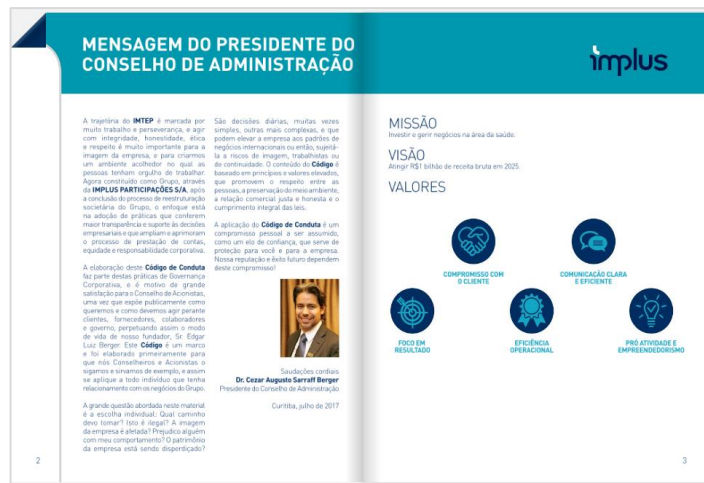 MENSAGEM DO PRESIDENTE DO
CONSELHO DE ADMINISTRAÇÃO
A trajetória do IMTEP é marcada por
muito trabalho e perseverança, e agir
com integridade, honestidade, ética
e respeito é muito importante para a
imagem da empresa, e para criarmos
um ambiente acolhedor no qual as
pessoas tenham orgulho de trabalhar.
Agora constituído como Grupo, através
da IMPLUS PARTICIPAÇÕES S/A, após
a conclusão do processo de reestruturação
societária do Grupo, o enfoque está
na adoção de práticas que conferem
maior transparência e suporte às decisões
empresariais e que ampliam e aprimoram
o processo de prestação de contas,
equidade e responsabilidade corporativa.
A elaboração deste Código de Conduta
faz parte destas práticas de Governança
Corporativa, e é motivo de grande
satisfação para o Conselho de Acionistas,
uma vez que expõe publicamente como
queremos e como devemos agir perante
clientes, fornecedores, colaboradores
e governo, perpetuando assim o modo
de vida de nosso fundador, Sr. Edgar
Luiz Berger. Este Código é um marco
e foi elaborado primeiramente para
que nós Conselheiros e Acionistas o
sigamos e sirvamos de exemplo, e assim
se aplique a todo indivíduo que tenha
relacionamento com os negócios do Grupo.
A grande questão abordada neste material
é a escolha individual: Qual caminho
devo tomar? Isto é ilegal? A imagem
da empresa é afetada? Prejudico alguém
com meu comportamento? O patrimônio
da empresa está sendo disperdiçado?
São decisões diárias, muitas vezes
simples, outras mais complexas, e que
podem elevar a empresa aos padrões de
negócios internacionais ou então, sujeitá-
la a riscos de imagem, trabalhistas ou
de continuidade. O conteúdo do Código é
baseado em princípios e valores elevados,
que promovem o respeito entre as
pessoas, a preservação do meio ambiente,
a relação comercial justa e honesta e o
cumprimento integral das leis.
A aplicação do Código de Conduta é um
compromisso pessoal a ser assumido,
como um elo de confiança, que serve de
proteção para você e para a empresa.
Nossa reputação e êxito futuro dependem
deste compromisso!
Saudações cordiais
Dr. Cezar Augusto Sarraff Berger
Presidente do Conselho de Administração
Curitiba, julho de 2017
2
implus
MISSÃO
Investir e gerir negócios na área da saúde.
VISÃO
Atingir R$1 bilhão de receita bruta em 2025.
VALORES
COMPROMISSO COM
O CLIENTE
COMUNICAÇÃO CLARA
E EFICIENTE
FOCO EM
RESULTADO
EFICIÊNCIA
OPERACIONAL
PRÓ ATIVIDADE E
EMPREENDEDORISMO
3